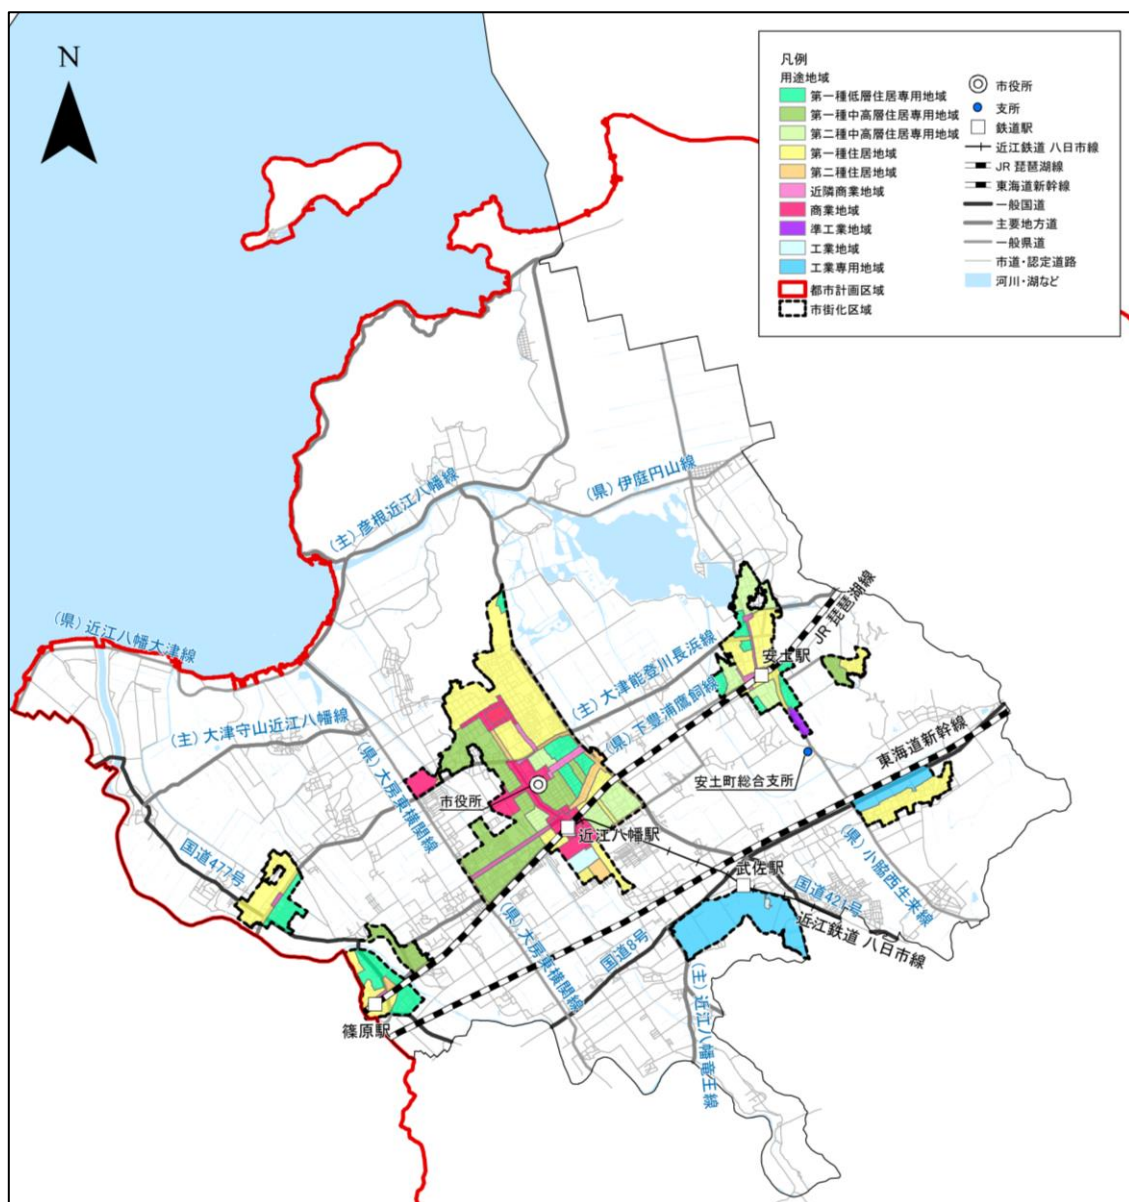 N
凡例
用途地域
第一種低層住居専用地域
第一種中高層住居専用地域
第二種中高層住居専用地域
第一種住居地域
第二種住居地域
近隣商業地域
商業地域
準工業地域
工業地域
工業専用地域
都市計画区域
市街化区域
市役所
支所
鉄道駅
近江鉄道 八日市線
JR 琵琶湖線
東海道新幹線
一般国道
主要地方道
一般県道
市道・認定道路
河川・湖など
(県) 伊庭円山線
(主) 彦根近江八幡線
JR 琵琶湖線
(県) 近江八幡大津線
(主) 大津能登川長浜線
安土駅
(県) 下豊浦鷹飼線
(主) 大津守山近江八幡線
東海道新幹線
(県) 大房東横関線
安土町総合支所
市役所
近江八幡駅
(県) 小脇西生来線
武佐駅
国道477号
国道421号
近江鉄道 八日市線
(県) 大房東横関線
国道8号
(主) 近江八幡竜王線
篠原駅